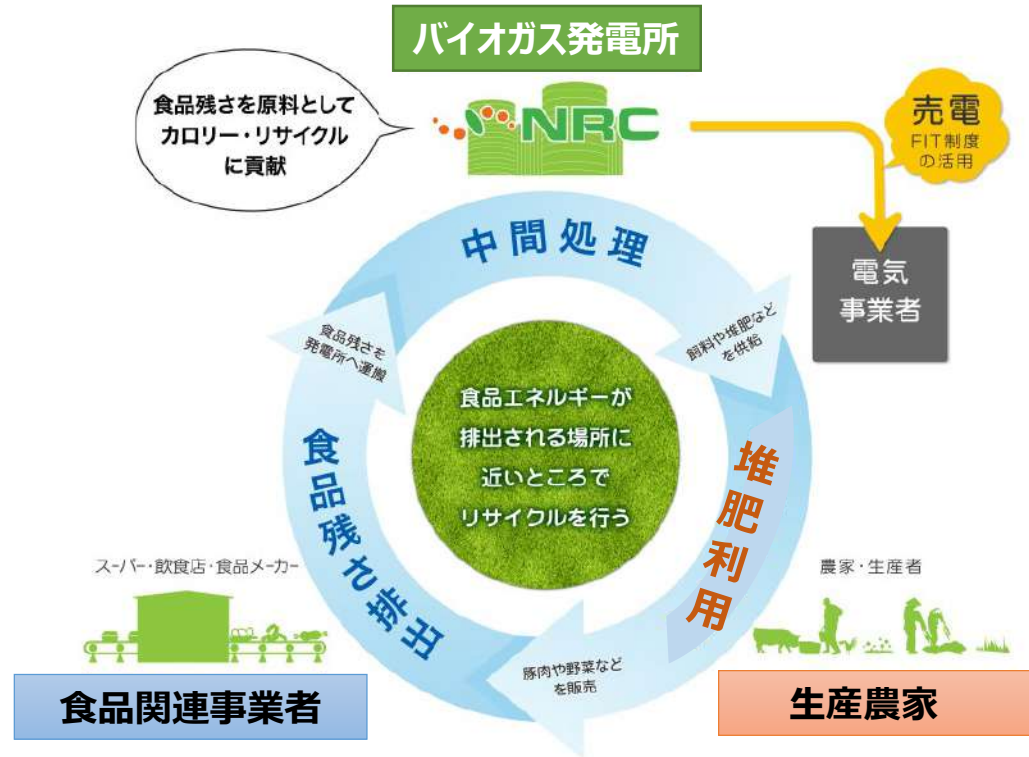 バイオガス発電所
食品残さを原料として
カロリー・リサイクル
に貢献
NRC
売電
FIT制度
の活用
電気
事業者
中間処理
食品残さを
発電所へ運搬
飼料や堆肥など
を供給
食品エネルギーが
排出される場所に
近いところで
リサイクルを行う
食品残さ排出
堆肥利用
スーパー・飲食店・食品メーカー
農家・生産者
豚肉や野菜など
を販売
食品関連事業者
生産農家